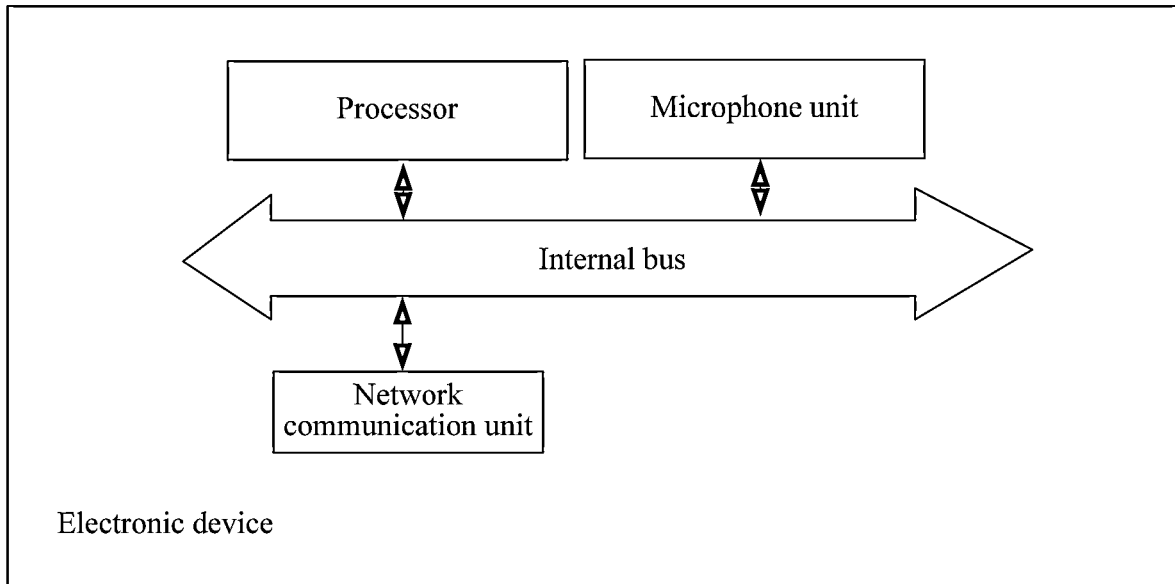 Processor
Microphone unit
Internal bus
Network
communication unit
Electronic device